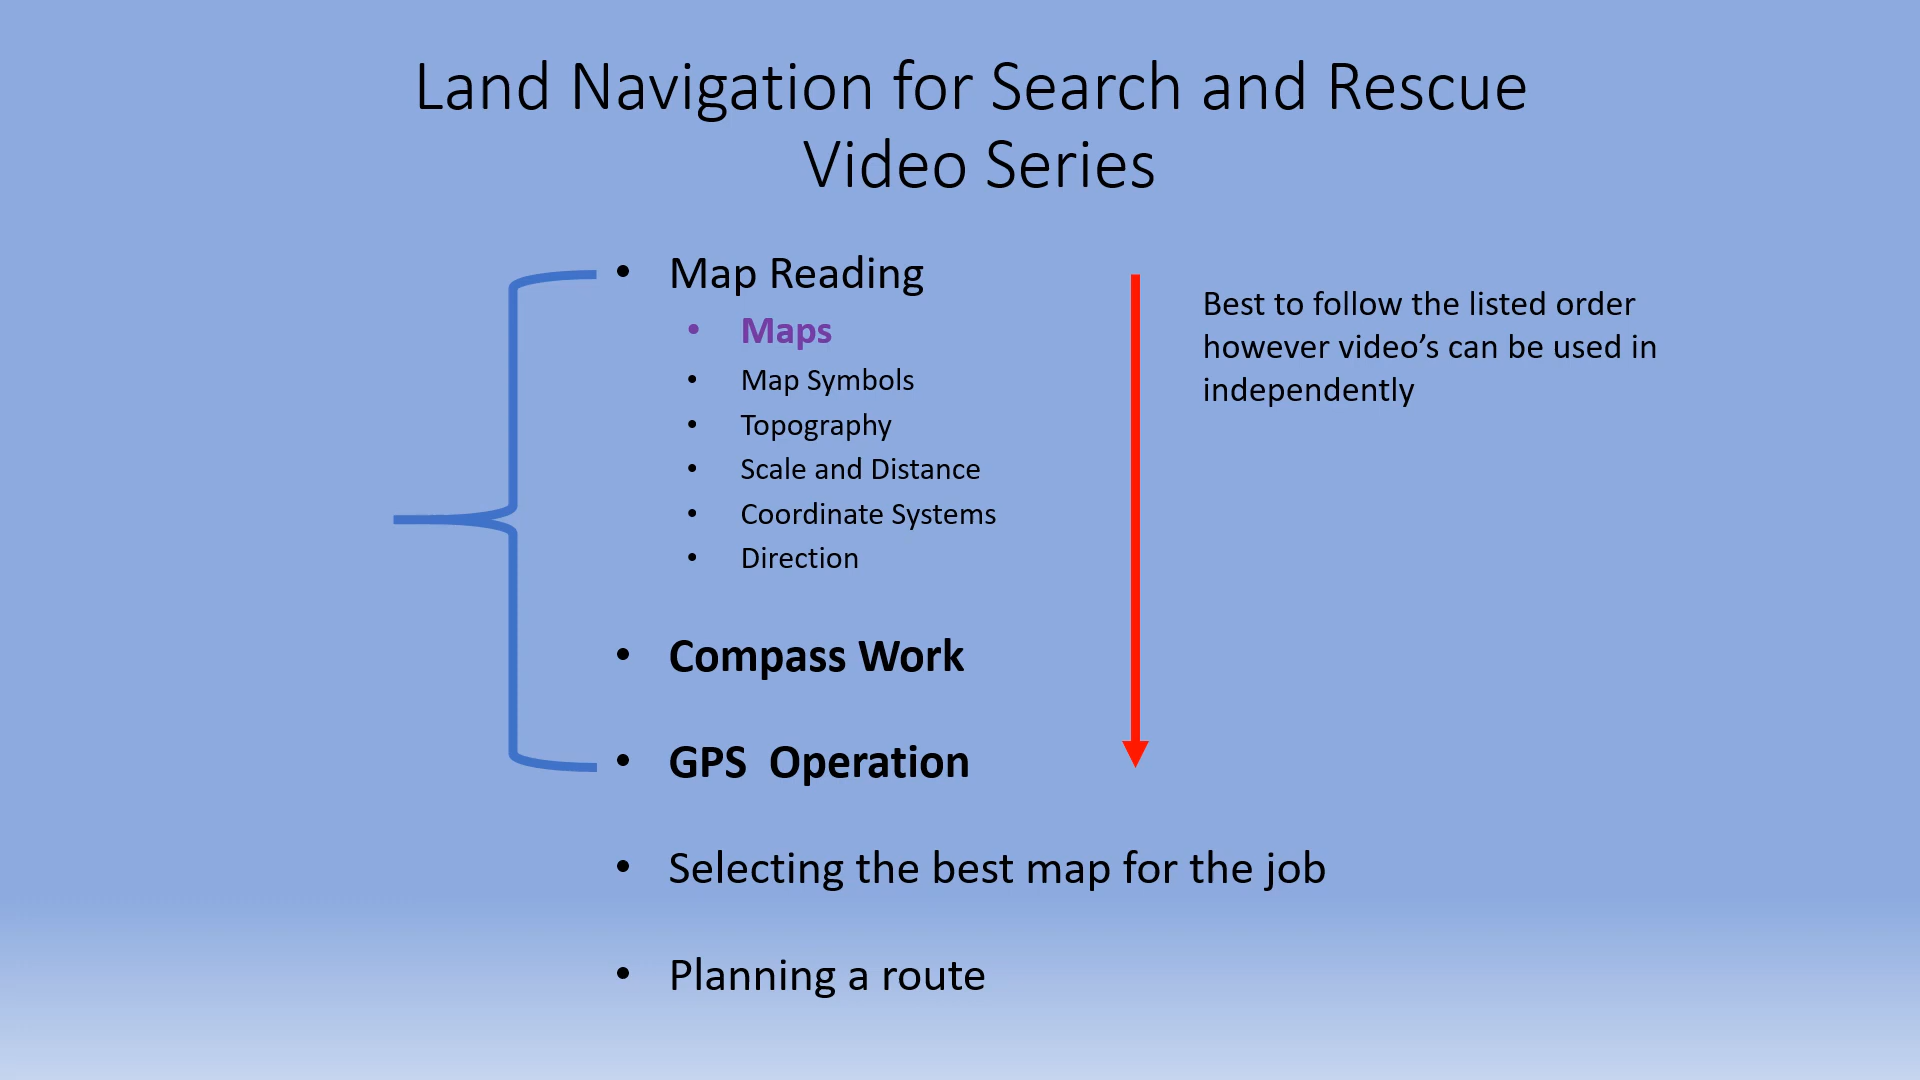 Land Navigation for Search and Rescue
Video Series
• Map Reading
• Maps
• Map Symbols
• Topography
• Scale and Distance
• Coordinate Systems
• Direction
• Compass Work
• GPS  Operation
• Selecting the best map for the job
• Planning a route
Best to follow the listed order
however video’s can be used in
independently